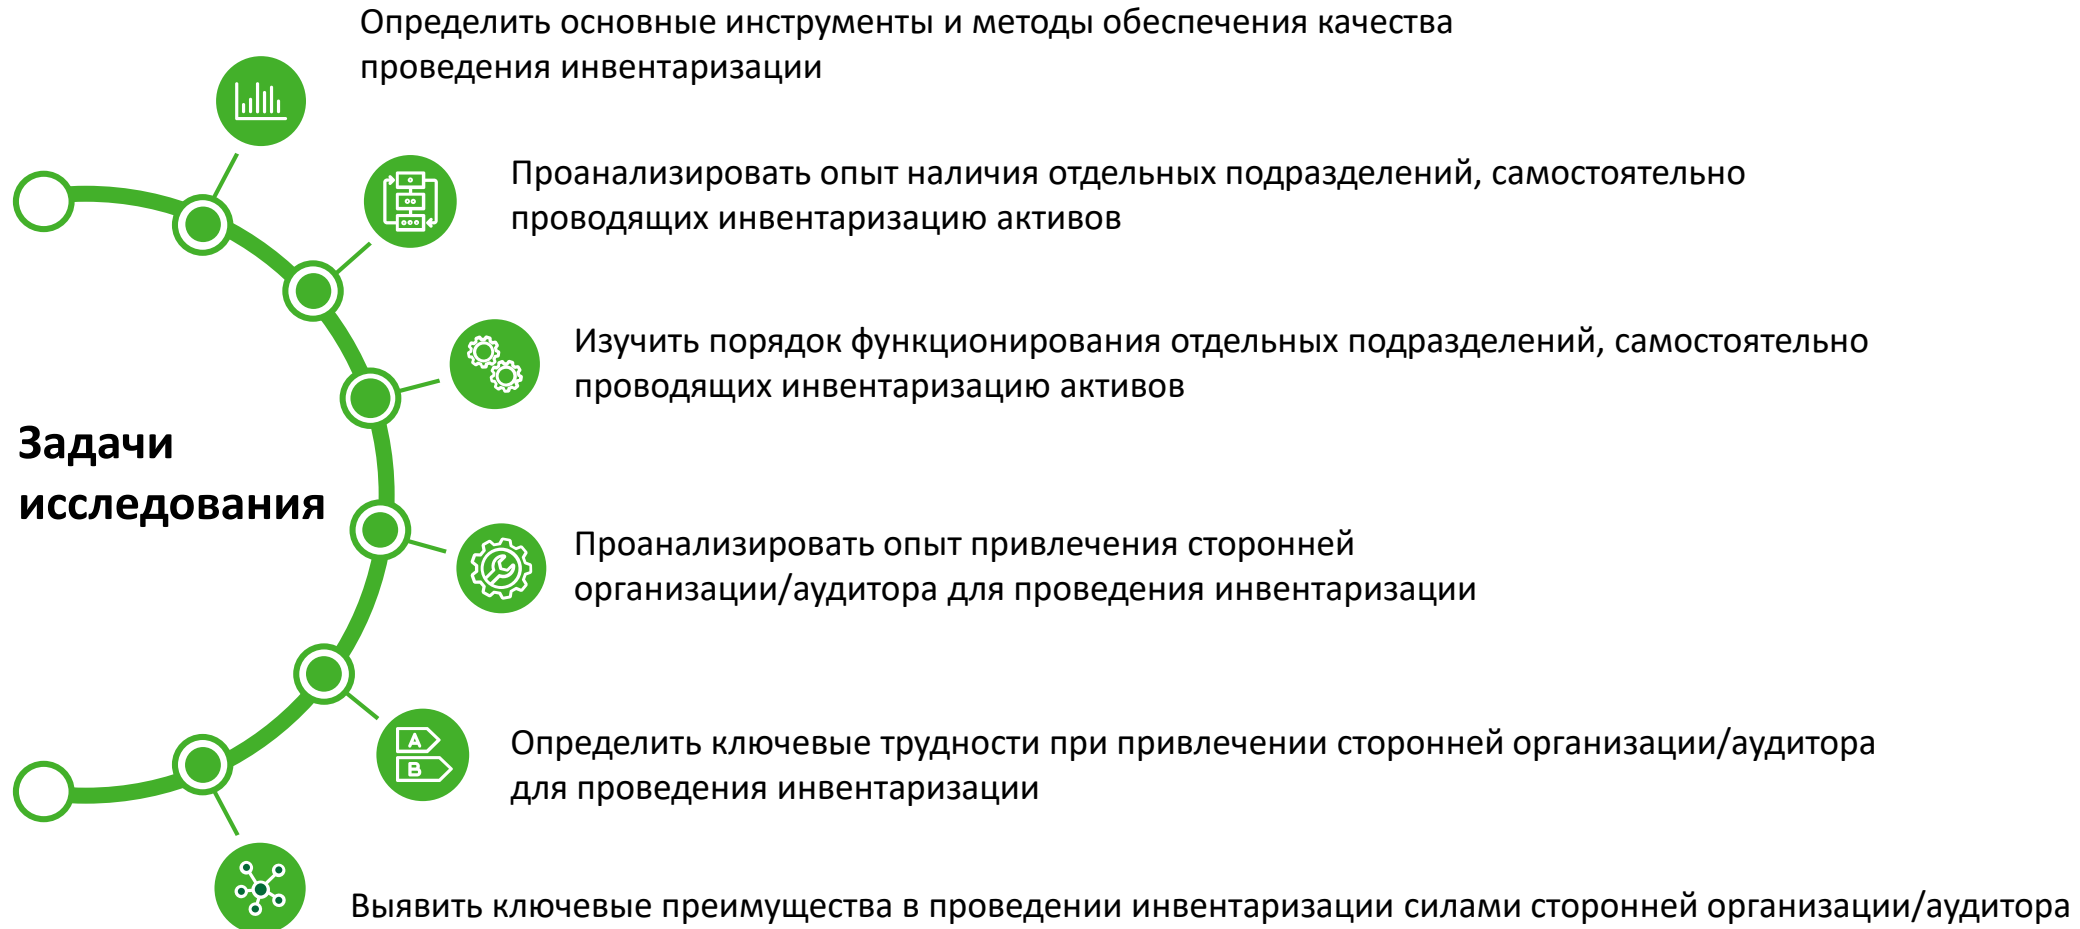 Определить основные инструменты и методы обеспечения качества
проведения инвентаризации
Проанализировать опыт наличия отдельных подразделений, самостоятельно
проводящих инвентаризацию активов
Изучить порядок функционирования отдельных подразделений, самостоятельно
проводящих инвентаризацию активов
Задачи
исследования
Проанализировать опыт привлечения сторонней
организации/аудитора для проведения инвентаризации
A
B
Определить ключевые трудности при привлечении сторонней организации/аудитора
для проведения инвентаризации
Выявить ключевые преимущества в проведении инвентаризации силами сторонней организации/аудитора